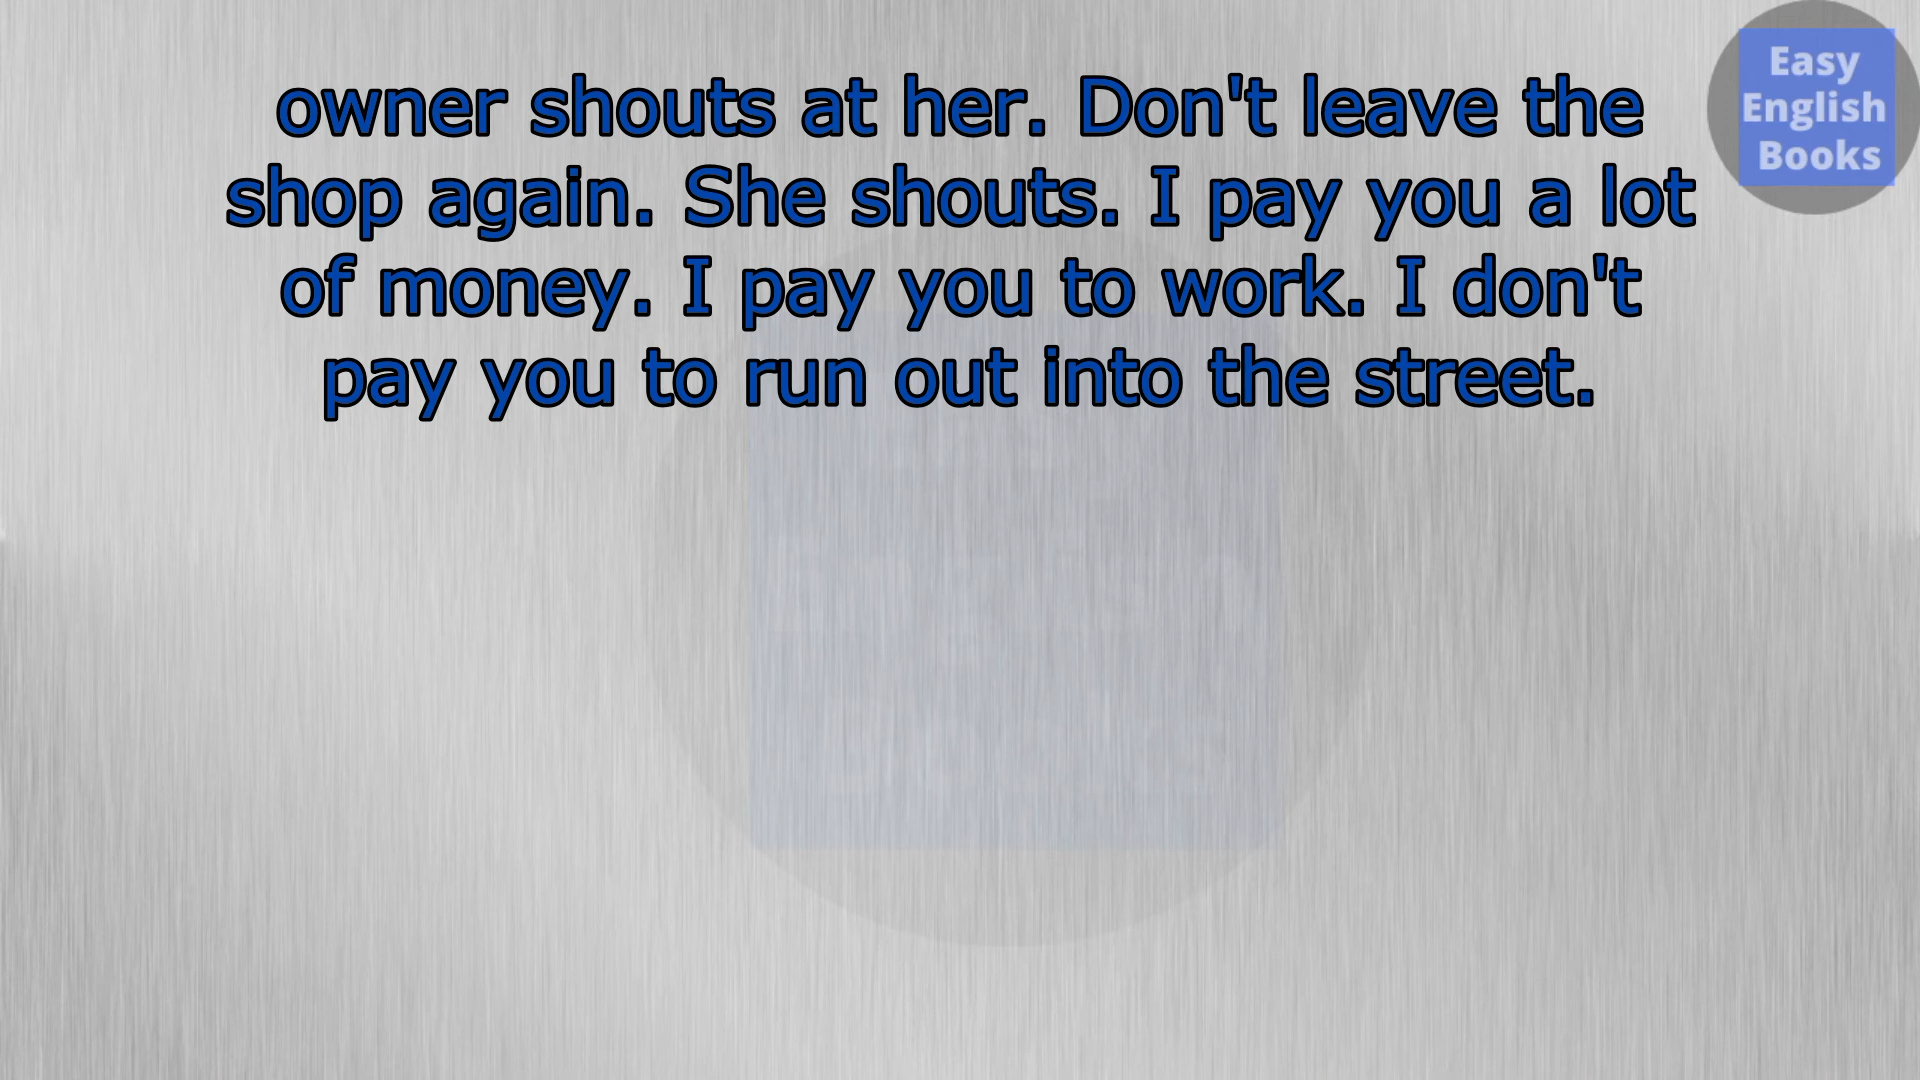 owner shouts at her. Don't leave the
shop again. She shouts. I pay you a lot
of money. I pay you to work. I don't
pay you to run out into the street.
Easy
English
Books